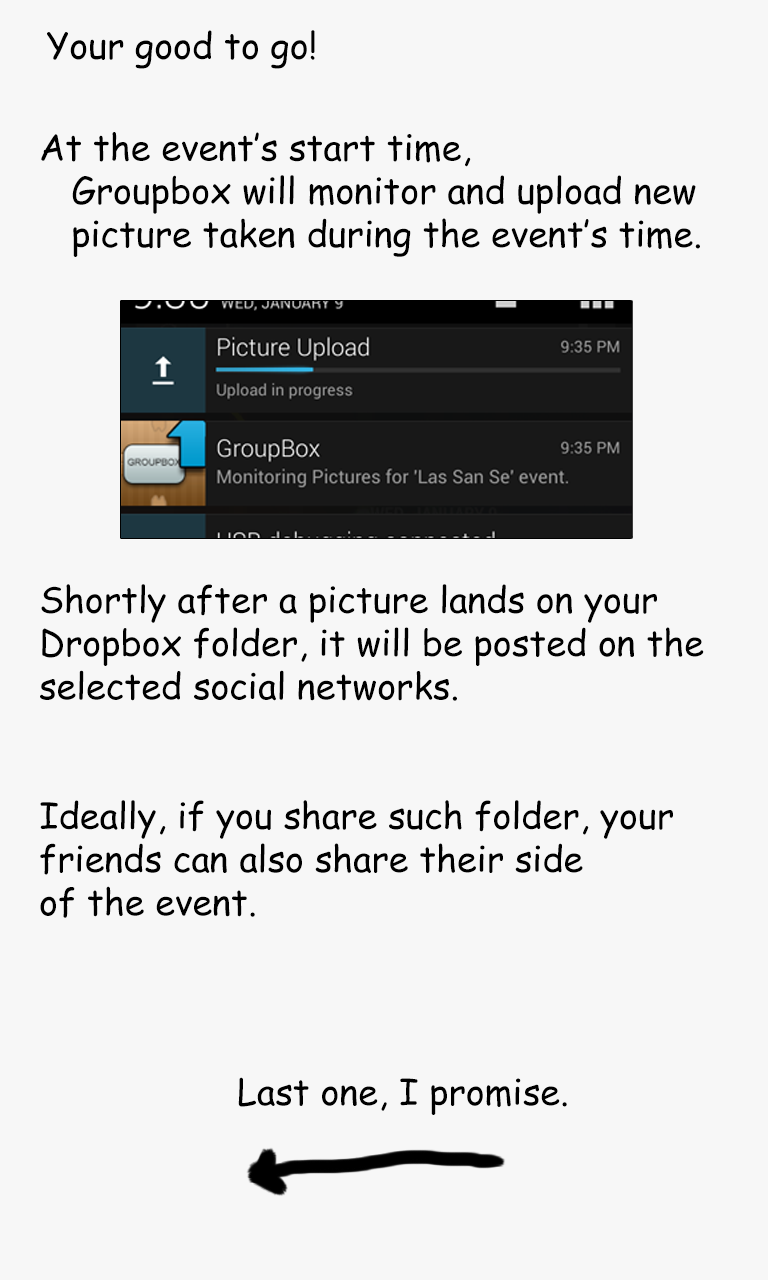 Your good to go!
At the event's start time,
Groupbox will monitor and upload new
picture taken during the event's time.
WED, JANUARY 9
Picture Upload 9:35 PM
Upload in progress
GROUPBOX
1
GroupBox 9:35 PM
Monitoring Pictures for 'Las San Se' event.
USB debugging connected
Shortly after a picture lands on your
Dropbox folder, it will be posted on the
selected social networks.
Ideally, if you share such folder, your
friends can also share their side
of the event.
Last one, I promise.